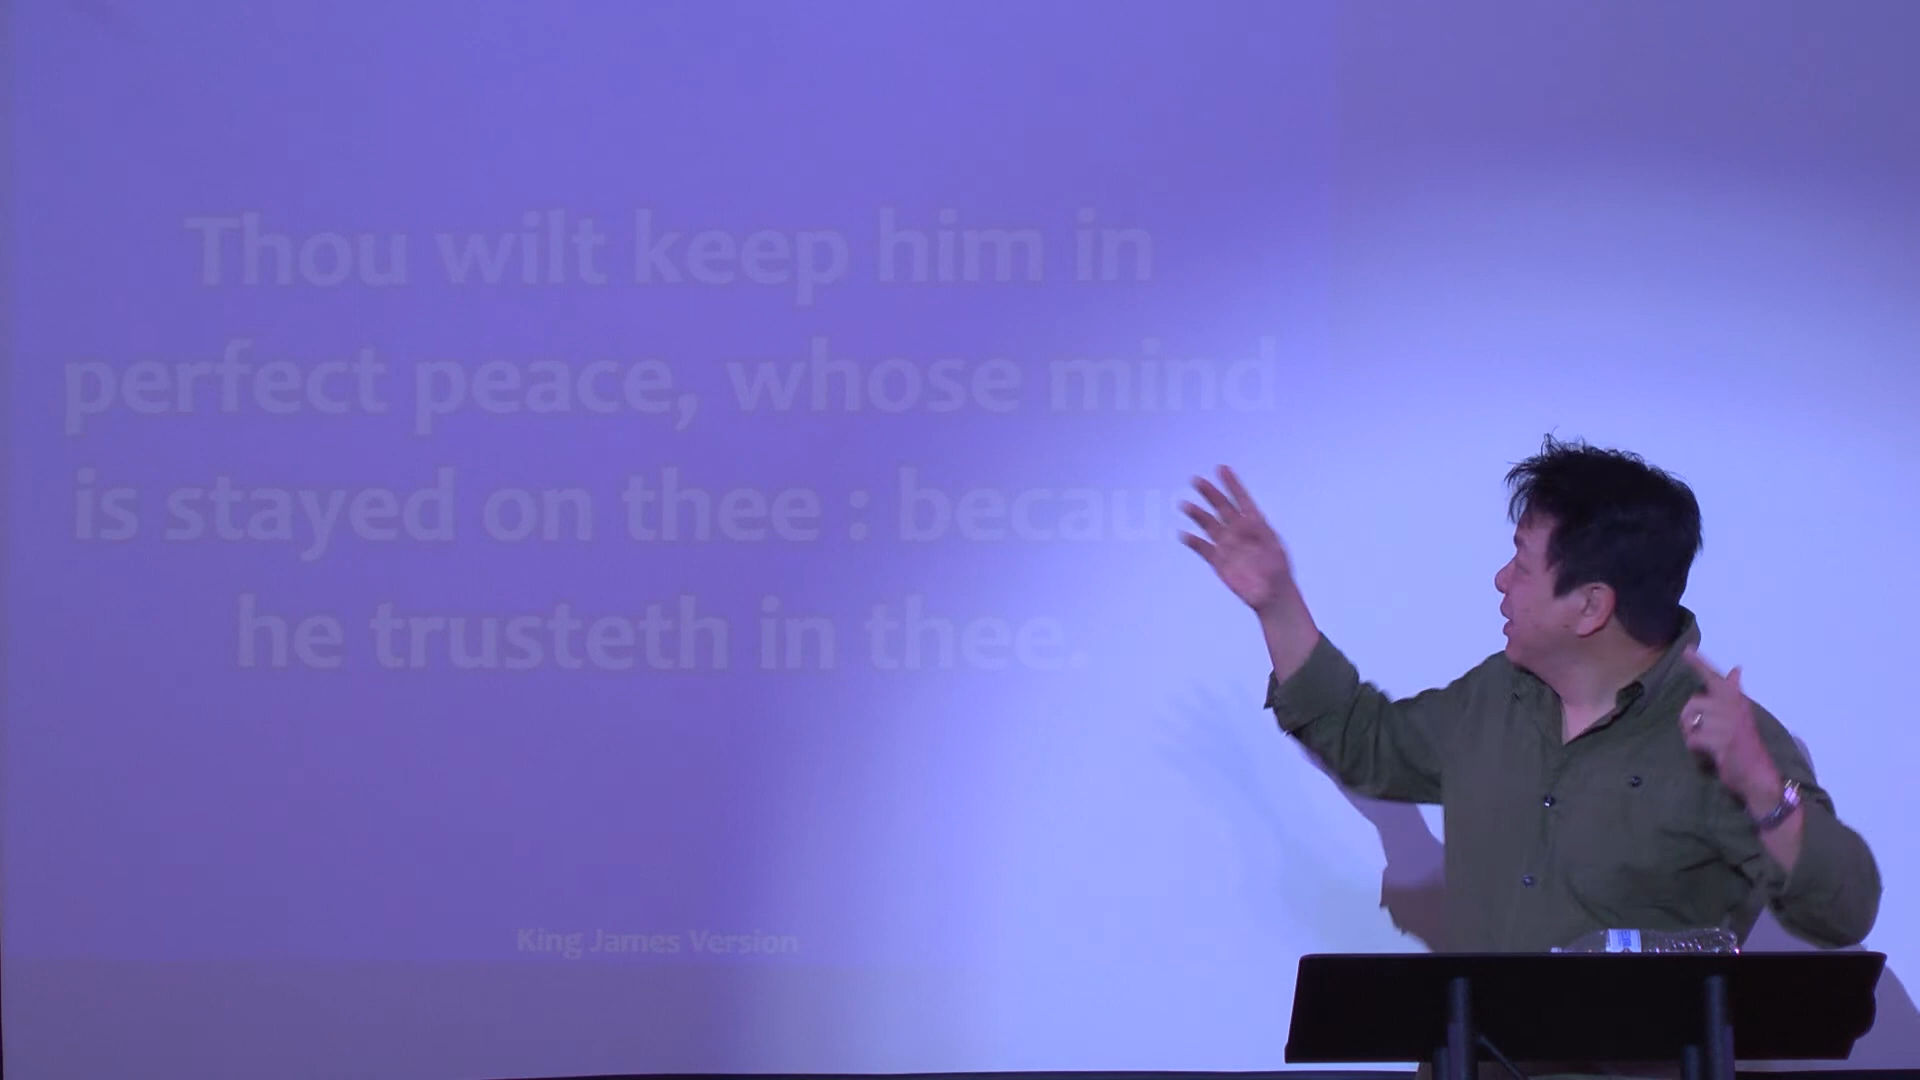 Thou wilt keep him in
perfect peace, whose mind
is stayed on thee : becau
he trusteth in thee.
King James Version